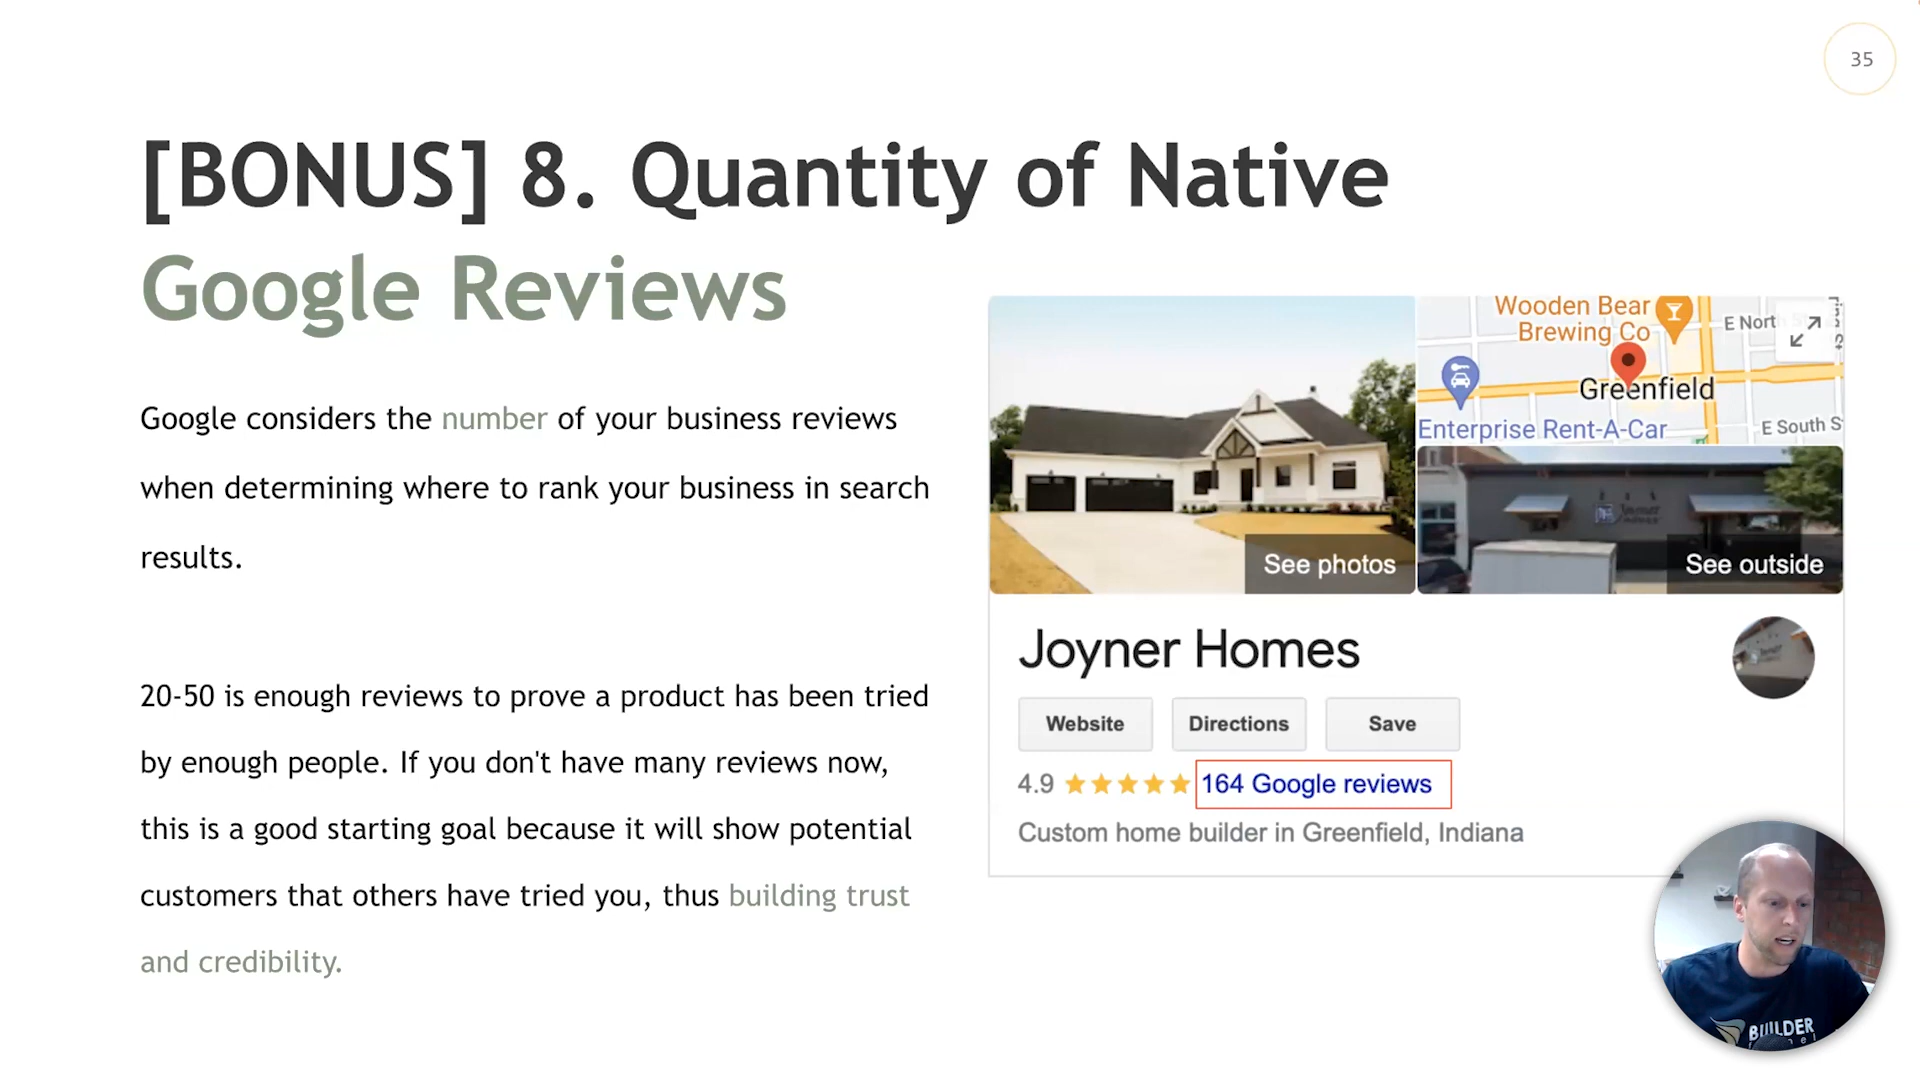 35
[BONUS] 8. Quantity of Native
Google Reviews
Google considers the number of your business reviews
when determining where to rank your business in search
results.
20-50 is enough reviews to prove a product has been tried
by enough people. If you don't have many reviews now,
this is a good starting goal because it will show potential
customers that others have tried you, thus building trust
and credibility.
Wooden Bear
Brewing Co
E North
Greenfield
Enterprise Rent-A-Car
E South S
See photos
See outside
Joyner Homes
Website
Directions
Save
4.9
164 Google reviews
Custom home builder in Greenfield, Indiana
BUILDER